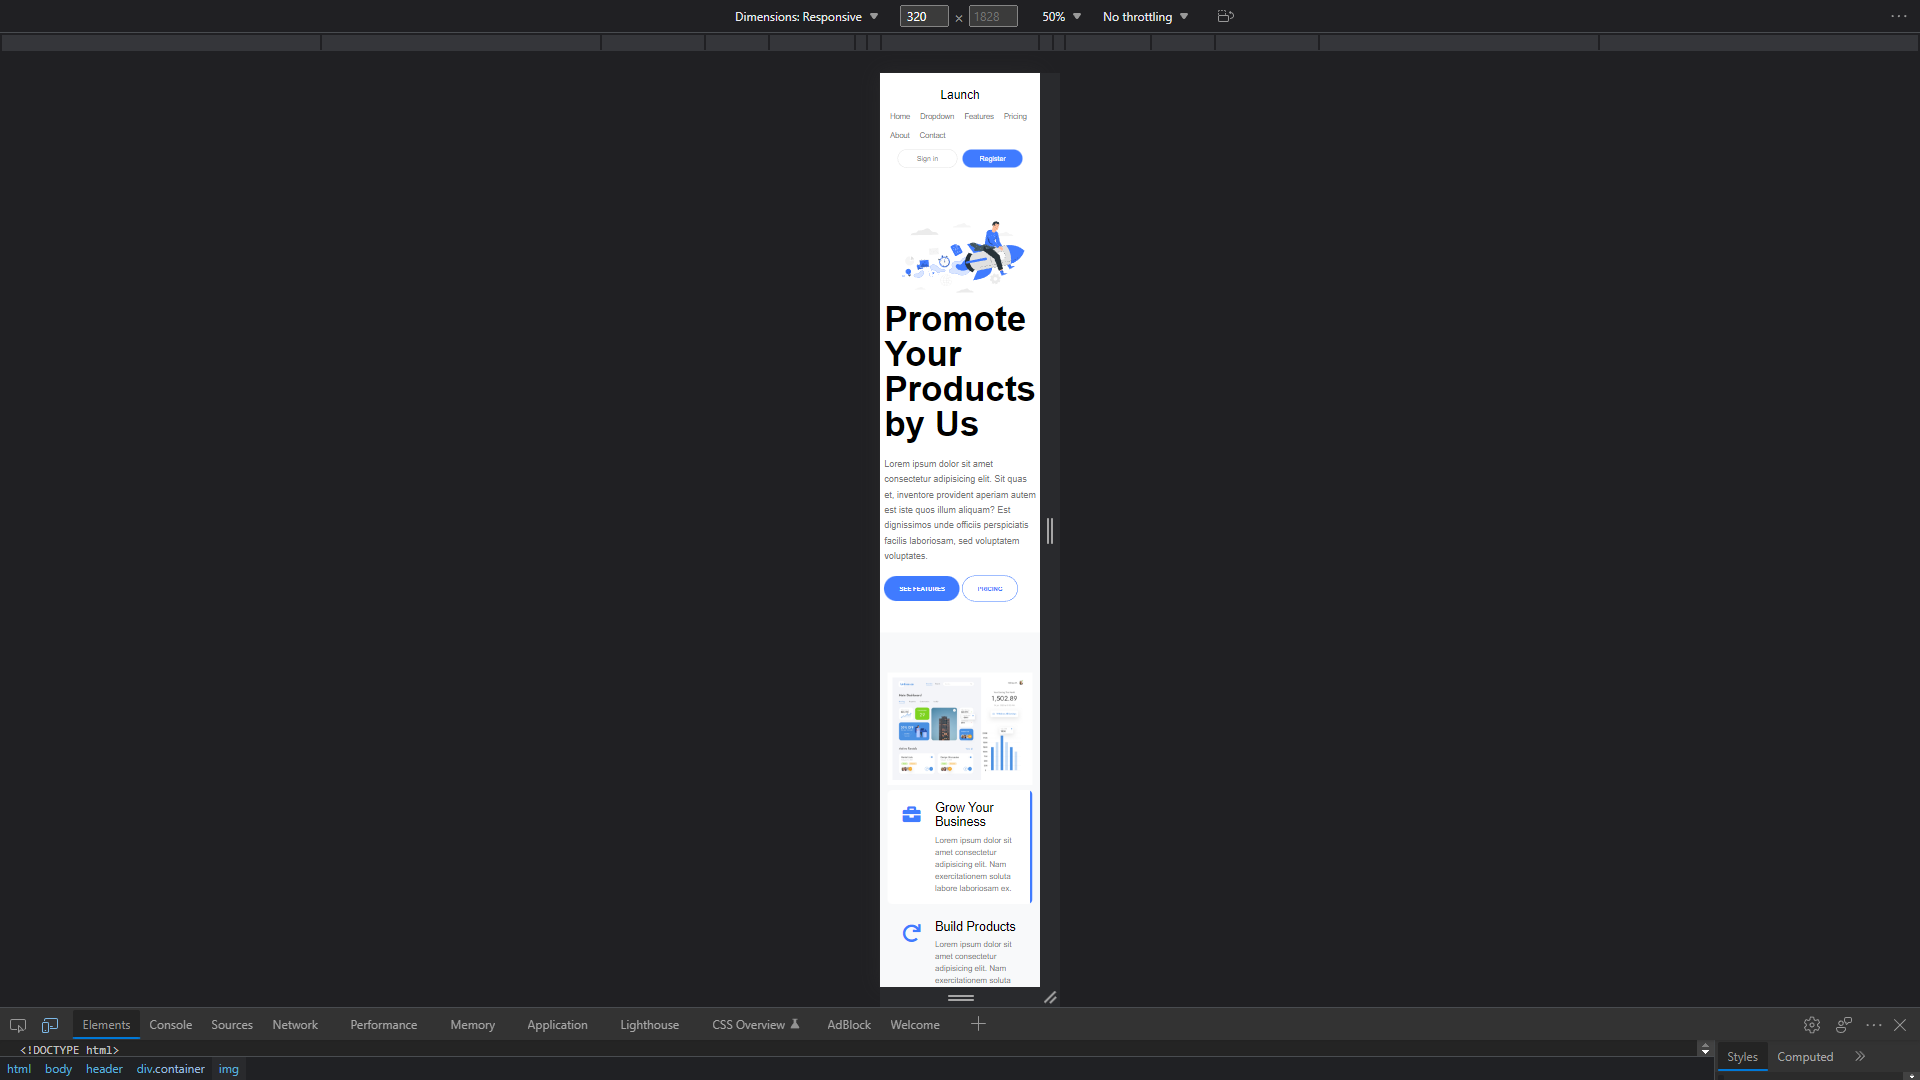 Dimensions: Responsive 320 × 1828 50% No throttling
Launch
Home Dropdown Features Pricing
About Contact
Sign in Register
Promote
Your
Products
by Us
Lorem ipsum dolor sit amet
consectetur adipisicing elit. Sit quas
et, inventore provident aperiam autem
est iste quos illum aliquam? Est
dignissimos unde officiis perspiciatis
facilis laboriosam, sed voluptatem
voluptates.
SEE FEATURES PRICING
1,502.89
Grow Your
Business
Lorem ipsum dolor sit
amet consectetur
adipisicing elit. Nam
exercitationem soluta
labore laboriosam ex.
Build Products
Lorem ipsum dolor sit
amet consectetur
adipisicing elit. Nam
exercitationem soluta
Elements Console Sources Network Performance Memory Application Lighthouse CSS Overview AdBlock Welcome
<!DOCTYPE html>
html body header div.container img
Styles Computed